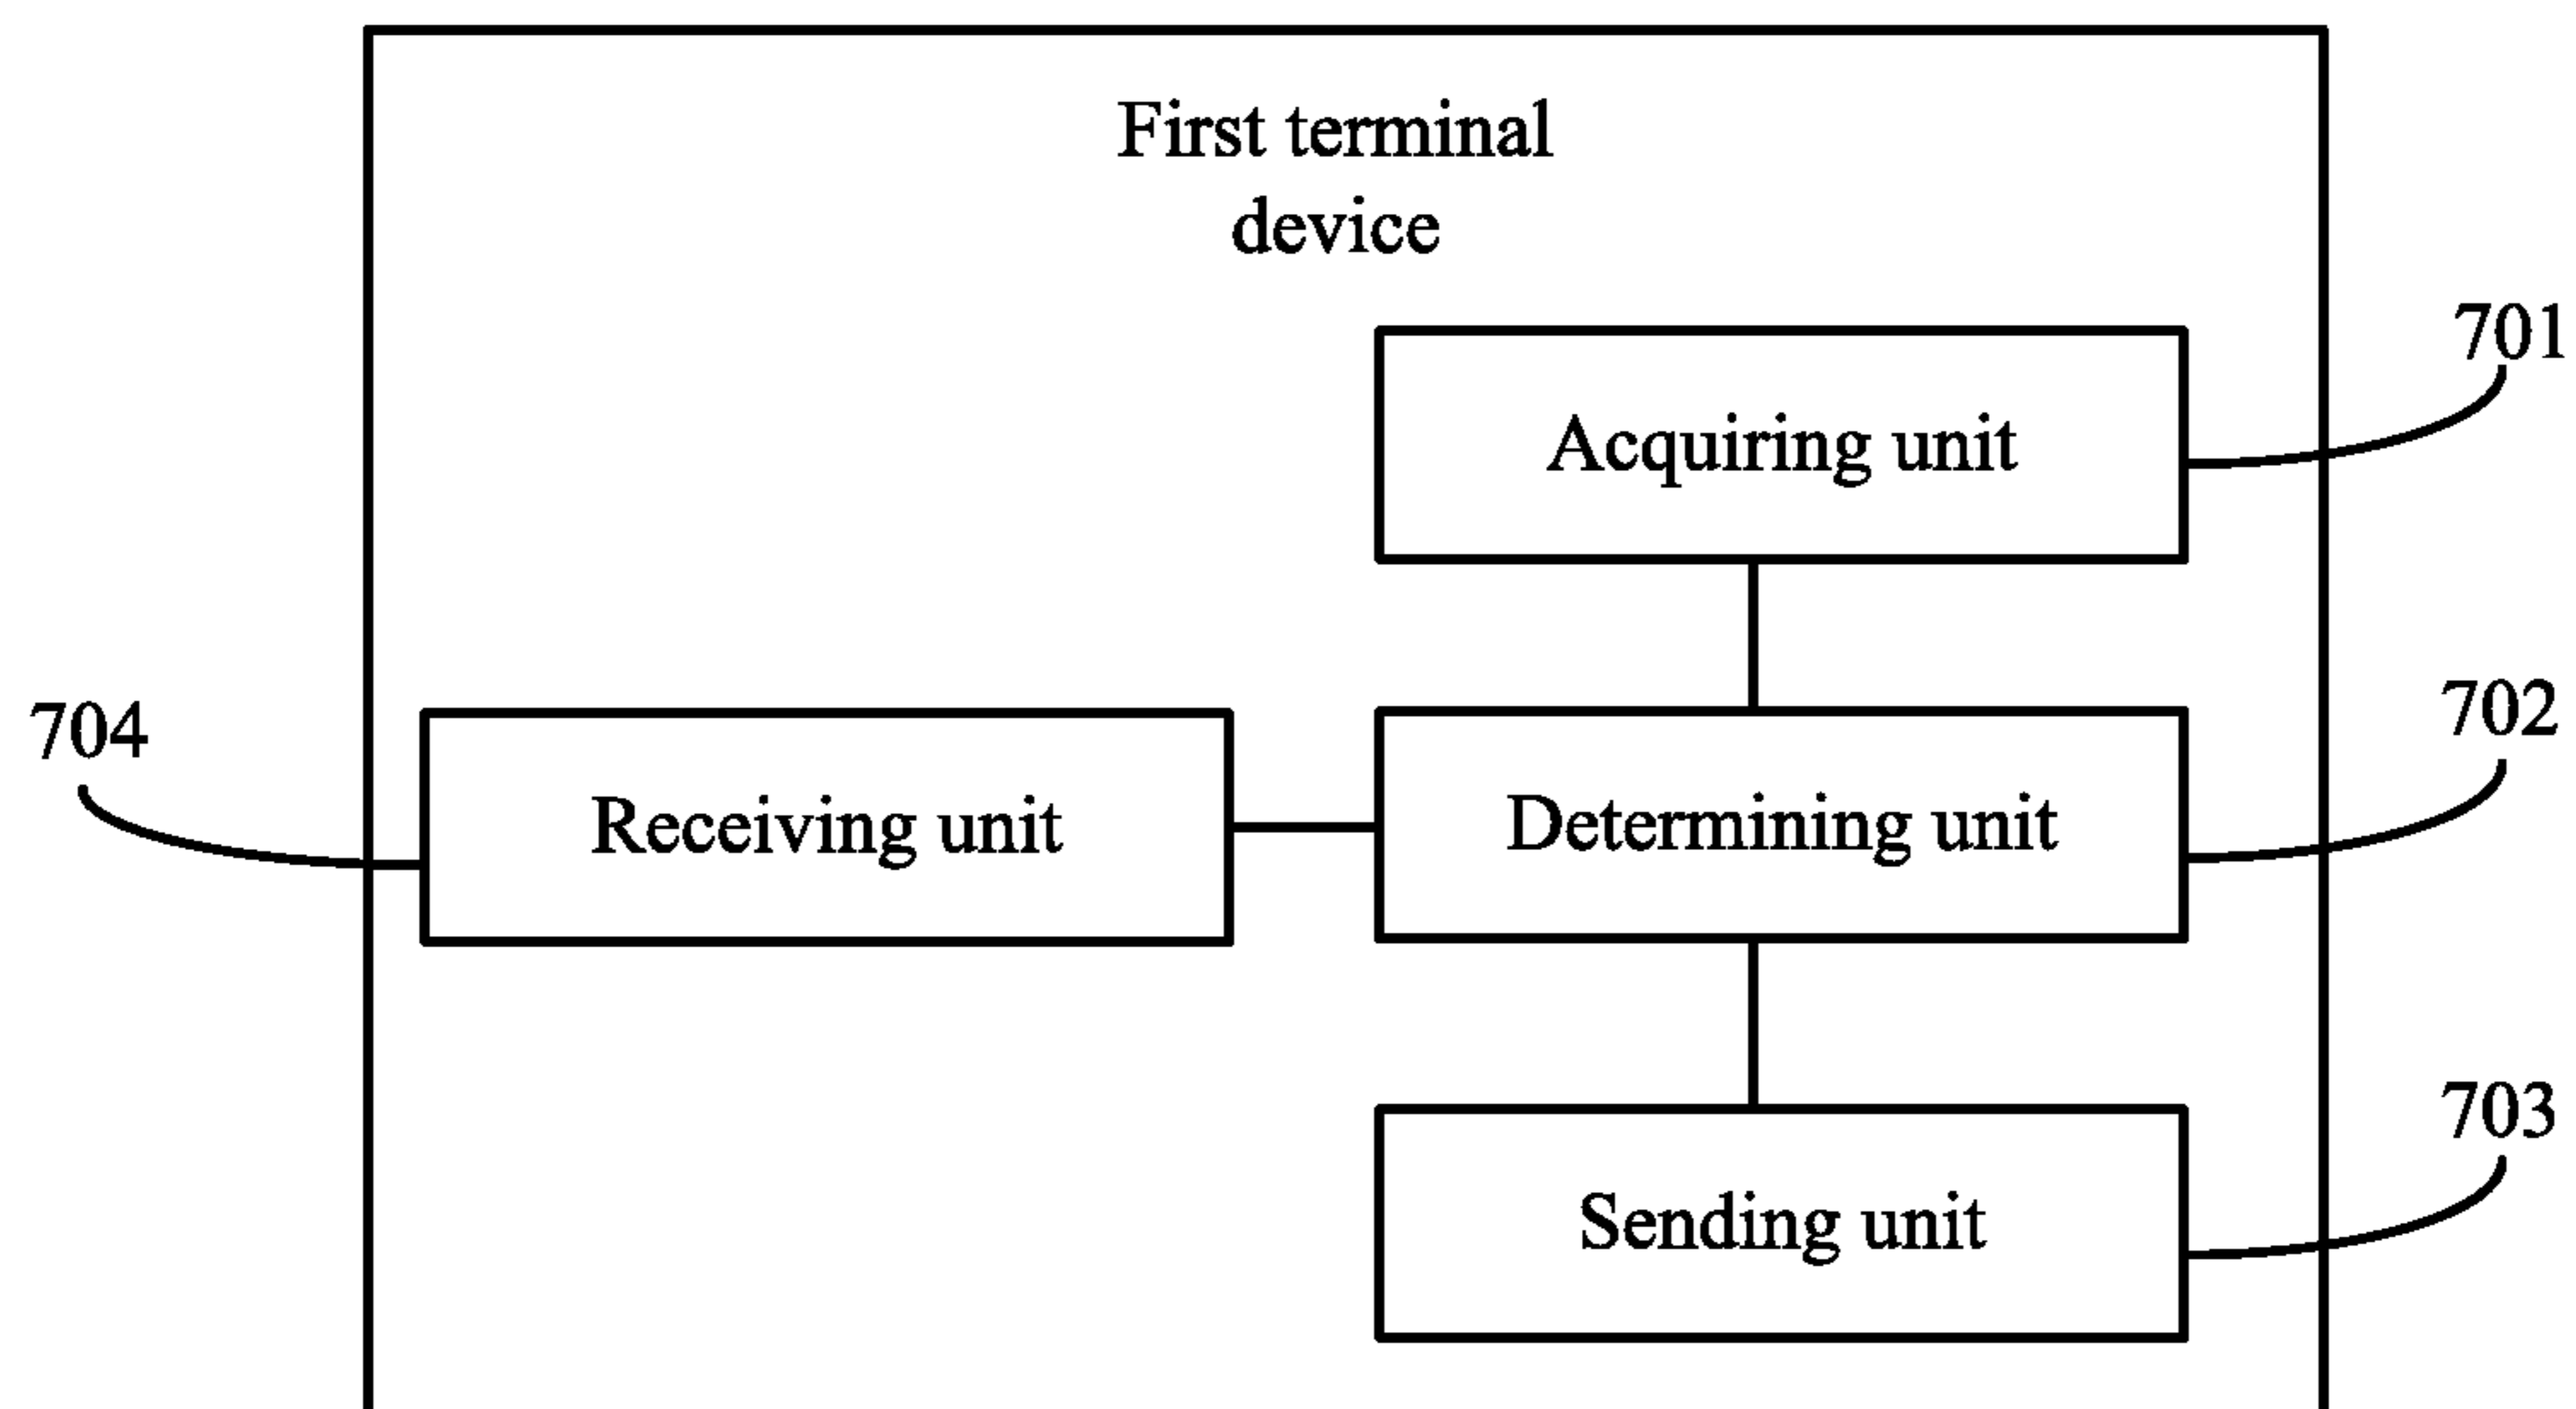 First terminal
device
701
Acquiring unit
704
702
Receiving unit
Determining unit
703
Sending unit